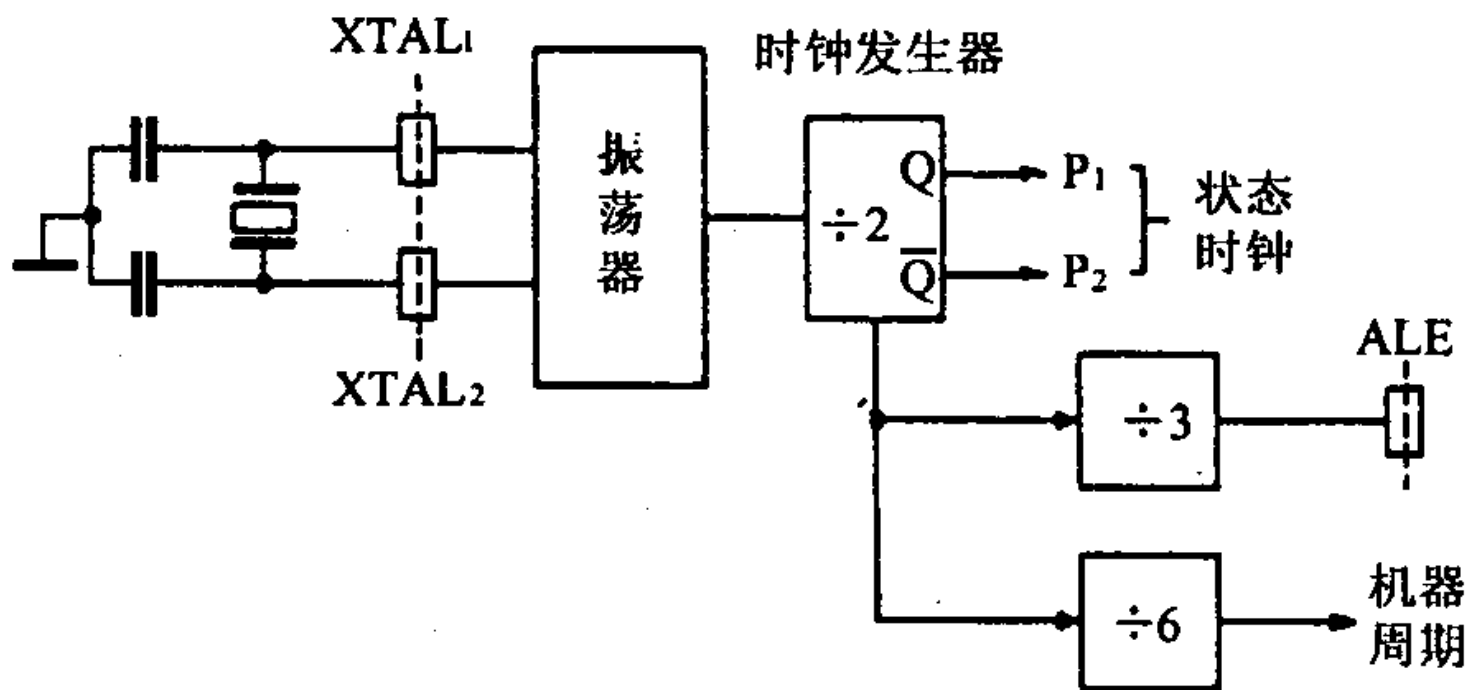 XTAL₁
时钟发生器
振荡器
÷2
Q
P₁
Q̅
P₂
状态
时钟
XTAL₂
ALE
÷3
÷6
机器
周期